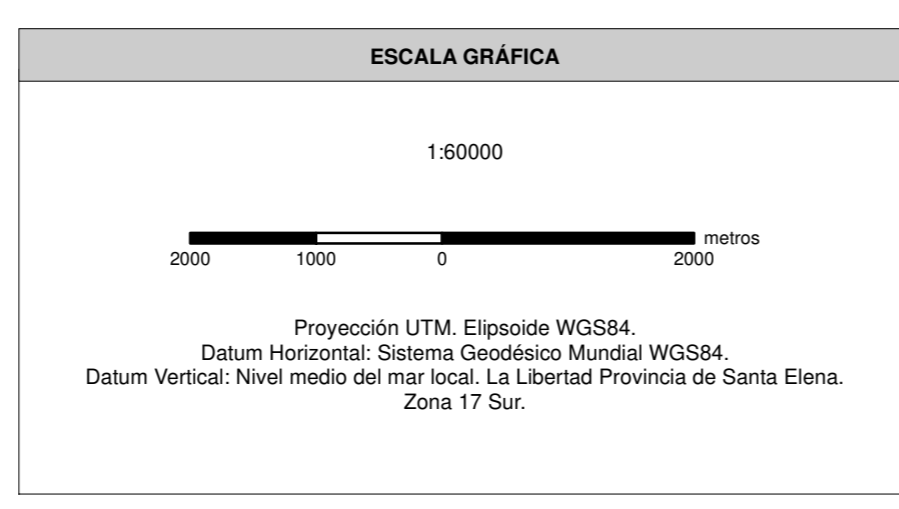 ESCALA GRÁFICA
1:60000
metros
2000 1000 0 2000
Proyección UTM. Elipsoide WGS84.
Datum Horizontal: Sistema Geodésico Mundial WGS84.
Datum Vertical: Nivel medio del mar local. La Libertad Provincia de Santa Elena.
Zona 17 Sur.